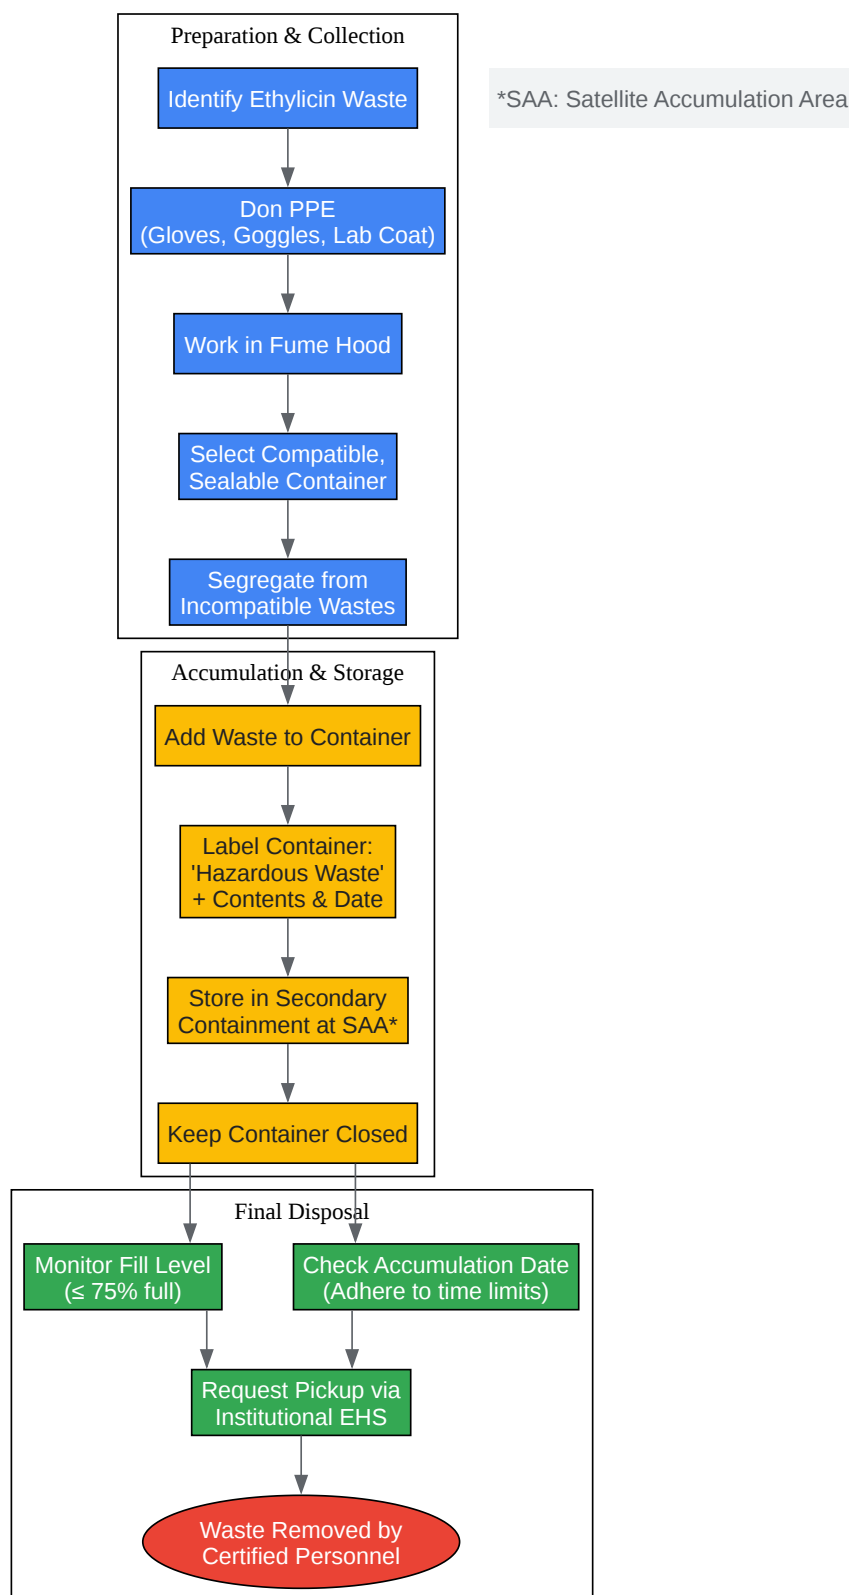 Preparation & Collection
Identify Ethylicin Waste
*SAA: Satellite Accumulation Area
Don PPE
(Gloves, Goggles, Lab Coat)
Work in Fume Hood
Select Compatible,
Sealable Container
Segregate from
Incompatible Wastes
Accumulation & Storage
Add Waste to Container
Label Container:
'Hazardous Waste'
+ Contents & Date
Store in Secondary
Containment at SAA*
Keep Container Closed
Final Disposal
Monitor Fill Level
(≤ 75% full)
Check Accumulation Date
(Adhere to time limits)
Request Pickup via
Institutional EHS
Waste Removed by
Certified Personnel